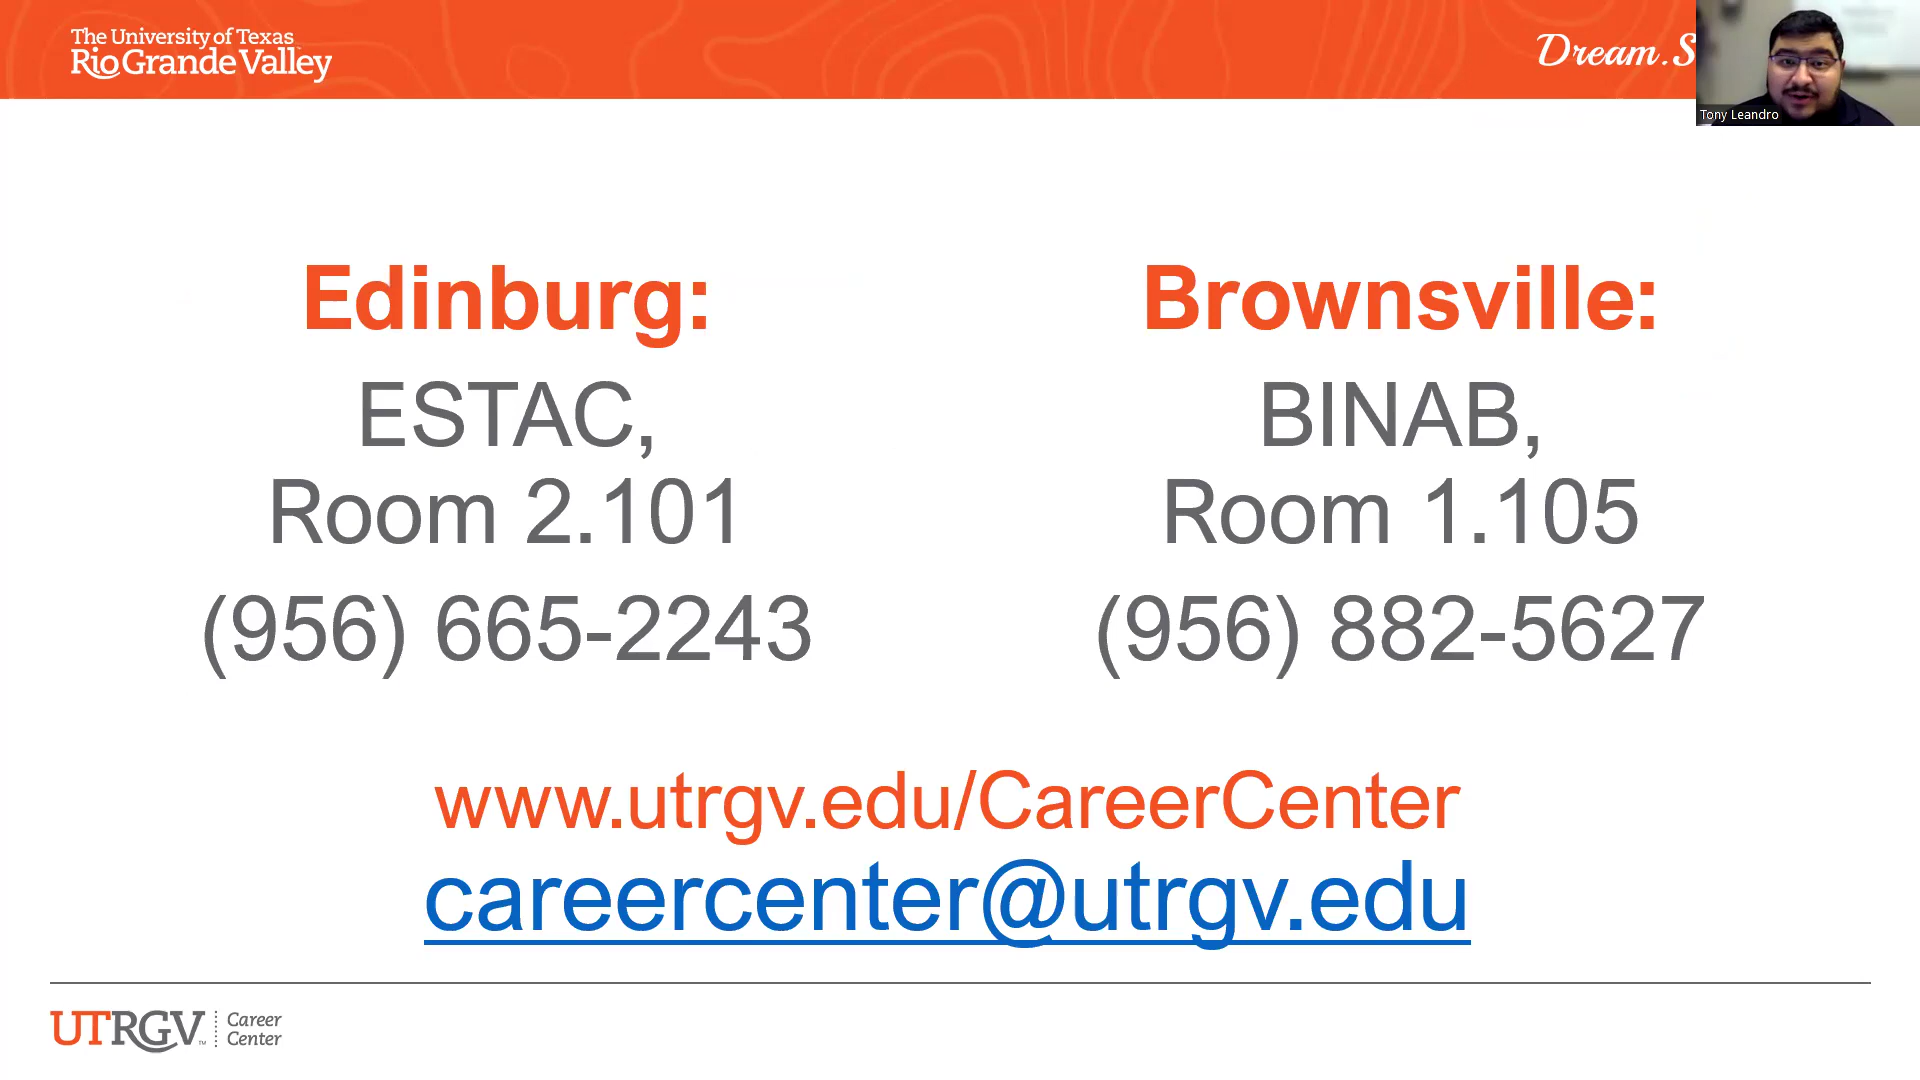 The University of Texas
Rio Grande Valley
Dream.S
Tony Leandro
Edinburg:
ESTAC,
Room 2.101
(956) 665-2243
Brownsville:
BINAB,
Room 1.105
(956) 882-5627
www.utrgv.edu/CareerCenter
careercenter@utrgv.edu
UTRGV™
Career
Center